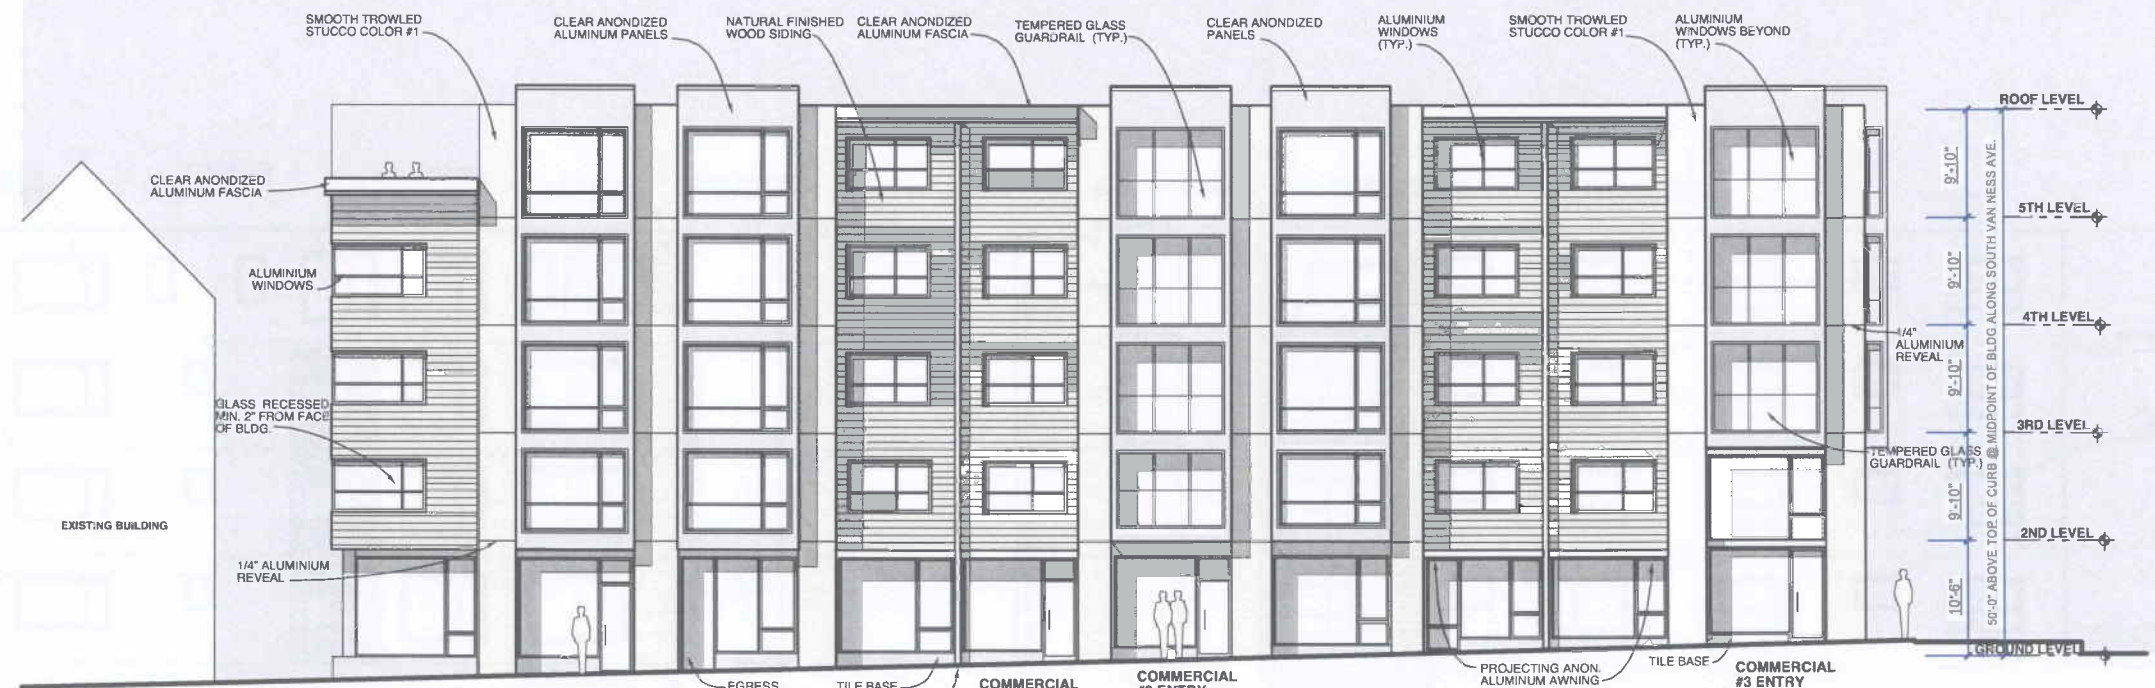 SMOOTH TROWLED
STUCCO COLOR #1
CLEAR ANONDIZED
ALUMINUM PANELS
NATURAL FINISHED
WOOD SIDING
CLEAR ANONDIZED
ALUMINUM FASCIA
TEMPERED GLASS
GUARDRAIL (TYP.)
CLEAR ANONDIZED
PANELS
ALUMINIUM
WINDOWS
(TYP.)
SMOOTH TROWLED
STUCCO COLOR #1
ALUMINIUM
WINDOWS BEYOND
(TYP.)
ROOF LEVEL
9'-10"
CLEAR ANONDIZED
ALUMINUM FASCIA
5TH LEVEL
ALUMINIUM
WINDOWS
9'-10"
4TH LEVEL
1/4"
ALUMINIUM
REVEAL
9'-10"
GLASS RECESSED
MIN. 2" FROM FACE
OF BLDG.
3RD LEVEL
TEMPERED GLASS
GUARDRAIL (TYP.)
9'-10"
EXISTING BUILDING
2ND LEVEL
1/4" ALUMINIUM
REVEAL
10'-6"
50'-0" ABOVE TOP OF CURB @ MIDPOINT OF BLDG ALONG SOUTH VAN NESS AVE.
GROUND LEVEL
EGRESS
TILE BASE
COMMERCIAL
COMMERCIAL
#2 ENTRY
PROJECTING ANON.
ALUMINUM AWNING
TILE BASE
COMMERCIAL
#3 ENTRY